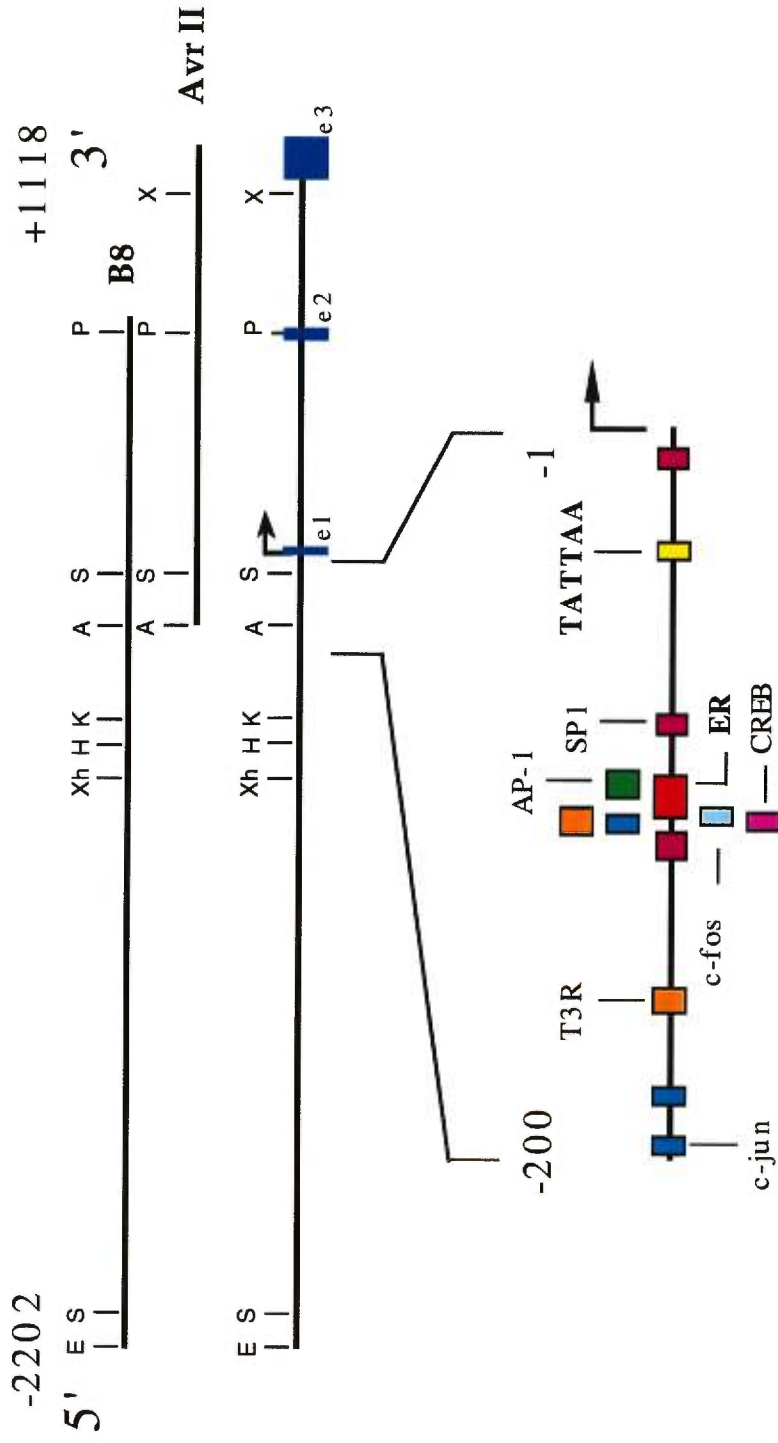 -2202 +1118
5' 3'
E S Xh H K A S P B8
A S P X Avr II
E S Xh H K A S P X
e1 e2 e3
-200 -1
AP-1
T3R SP1 TATTAA
c-jun c-fos ER
CREB